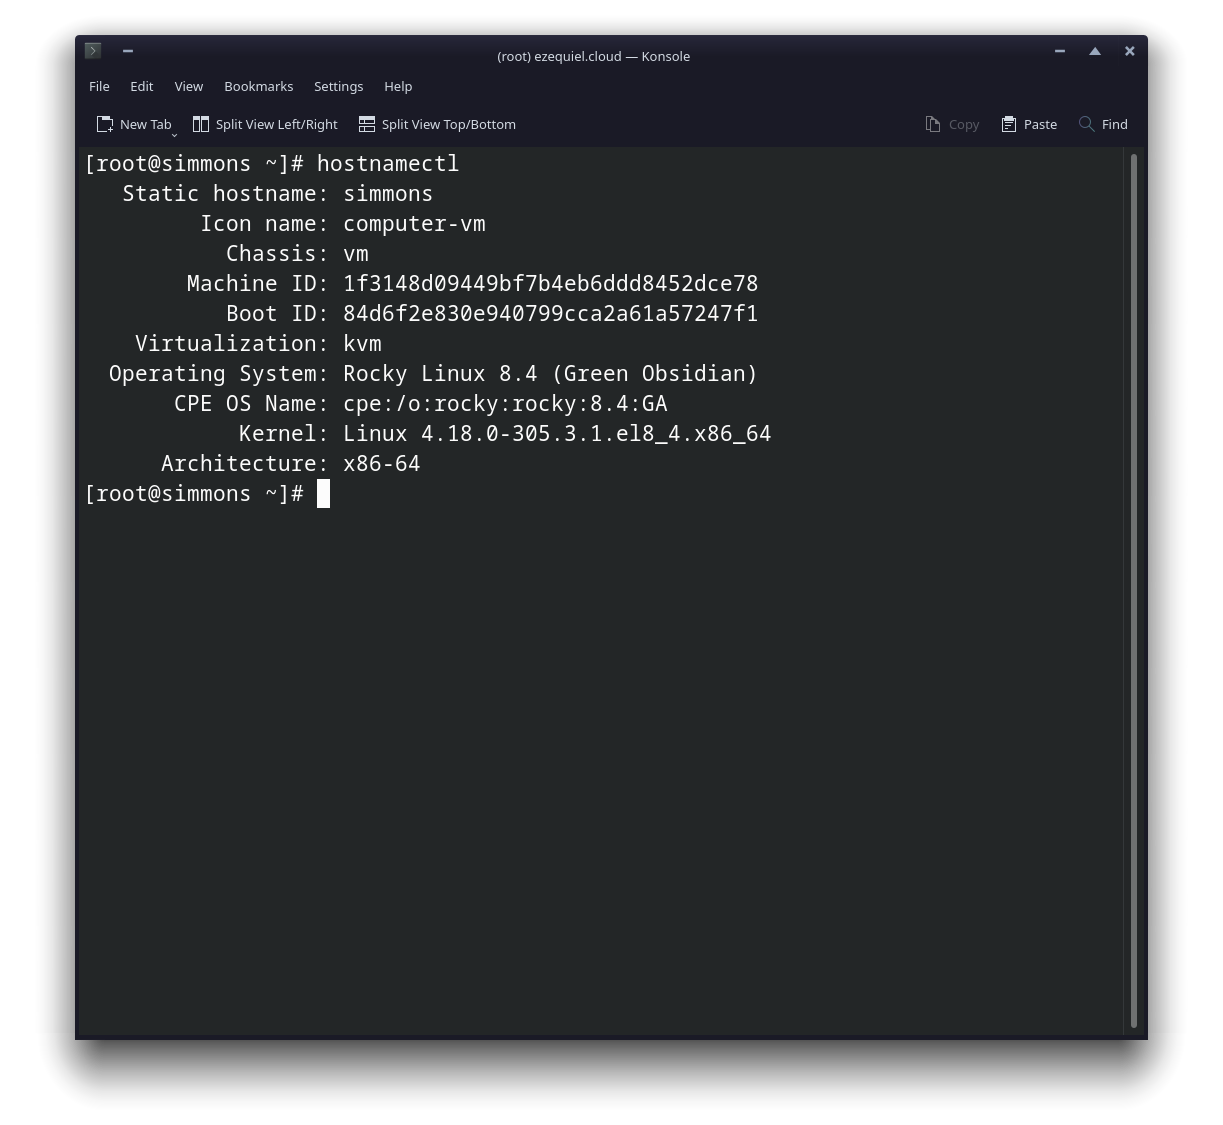 (root) ezequiel.cloud — Konsole
File Edit View Bookmarks Settings Help
New Tab Split View Left/Right Split View Top/Bottom Copy Paste Find
[root@simmons ~]# hostnamectl
   Static hostname: simmons
         Icon name: computer-vm
           Chassis: vm
        Machine ID: 1f3148d09449bf7b4eb6ddd8452dce78
           Boot ID: 84d6f2e830e940799cca2a61a57247f1
    Virtualization: kvm
  Operating System: Rocky Linux 8.4 (Green Obsidian)
       CPE OS Name: cpe:/o:rocky:rocky:8.4:GA
            Kernel: Linux 4.18.0-305.3.1.el8_4.x86_64
      Architecture: x86-64
[root@simmons ~]#